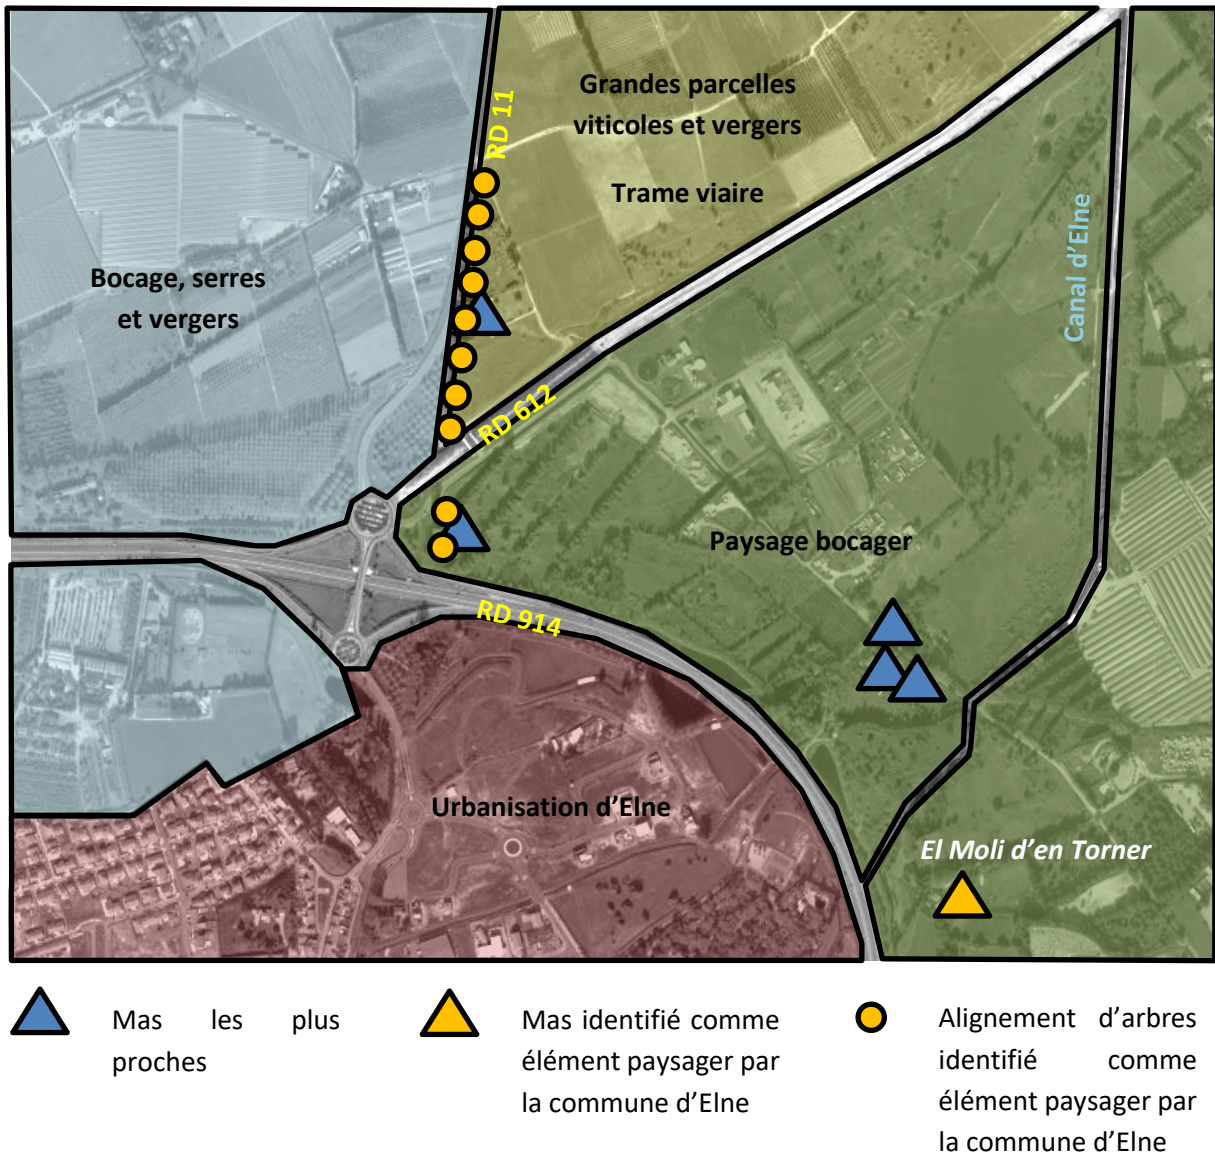 Grandes parcelles
viticoles et vergers
Trame viaire
RD 11
Bocage, serres
et vergers
Canal d'Elne
RD 612
Paysage bocager
RD 914
Urbanisation d'Elne
El Moli d'en Torner
Mas les plus
proches
Mas identifié comme
élément paysager par
la commune d'Elne
Alignement d'arbres
identifié comme
élément paysager par
la commune d'Elne